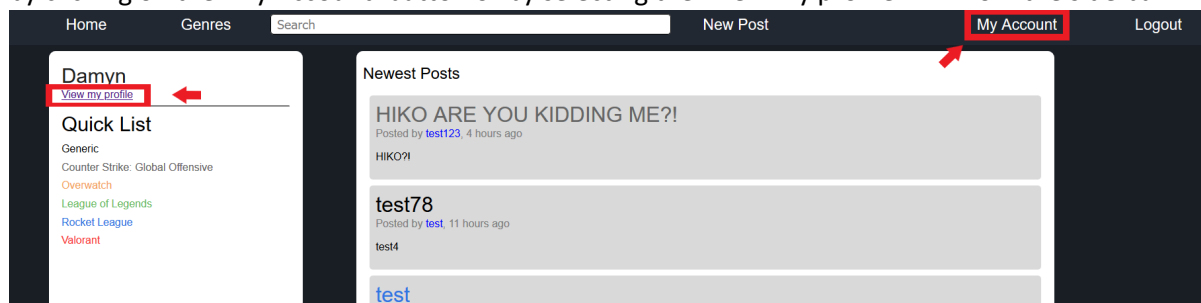 Home Genres Search New Post My Account Logout
Damyn
View my profile
Quick List
Generic
Counter Strike: Global Offensive
Overwatch
League of Legends
Rocket League
Valorant
Newest Posts
HIKO ARE YOU KIDDING ME?!
Posted by test123, 4 hours ago
HIKO?!
test78
Posted by test, 11 hours ago
test4
test